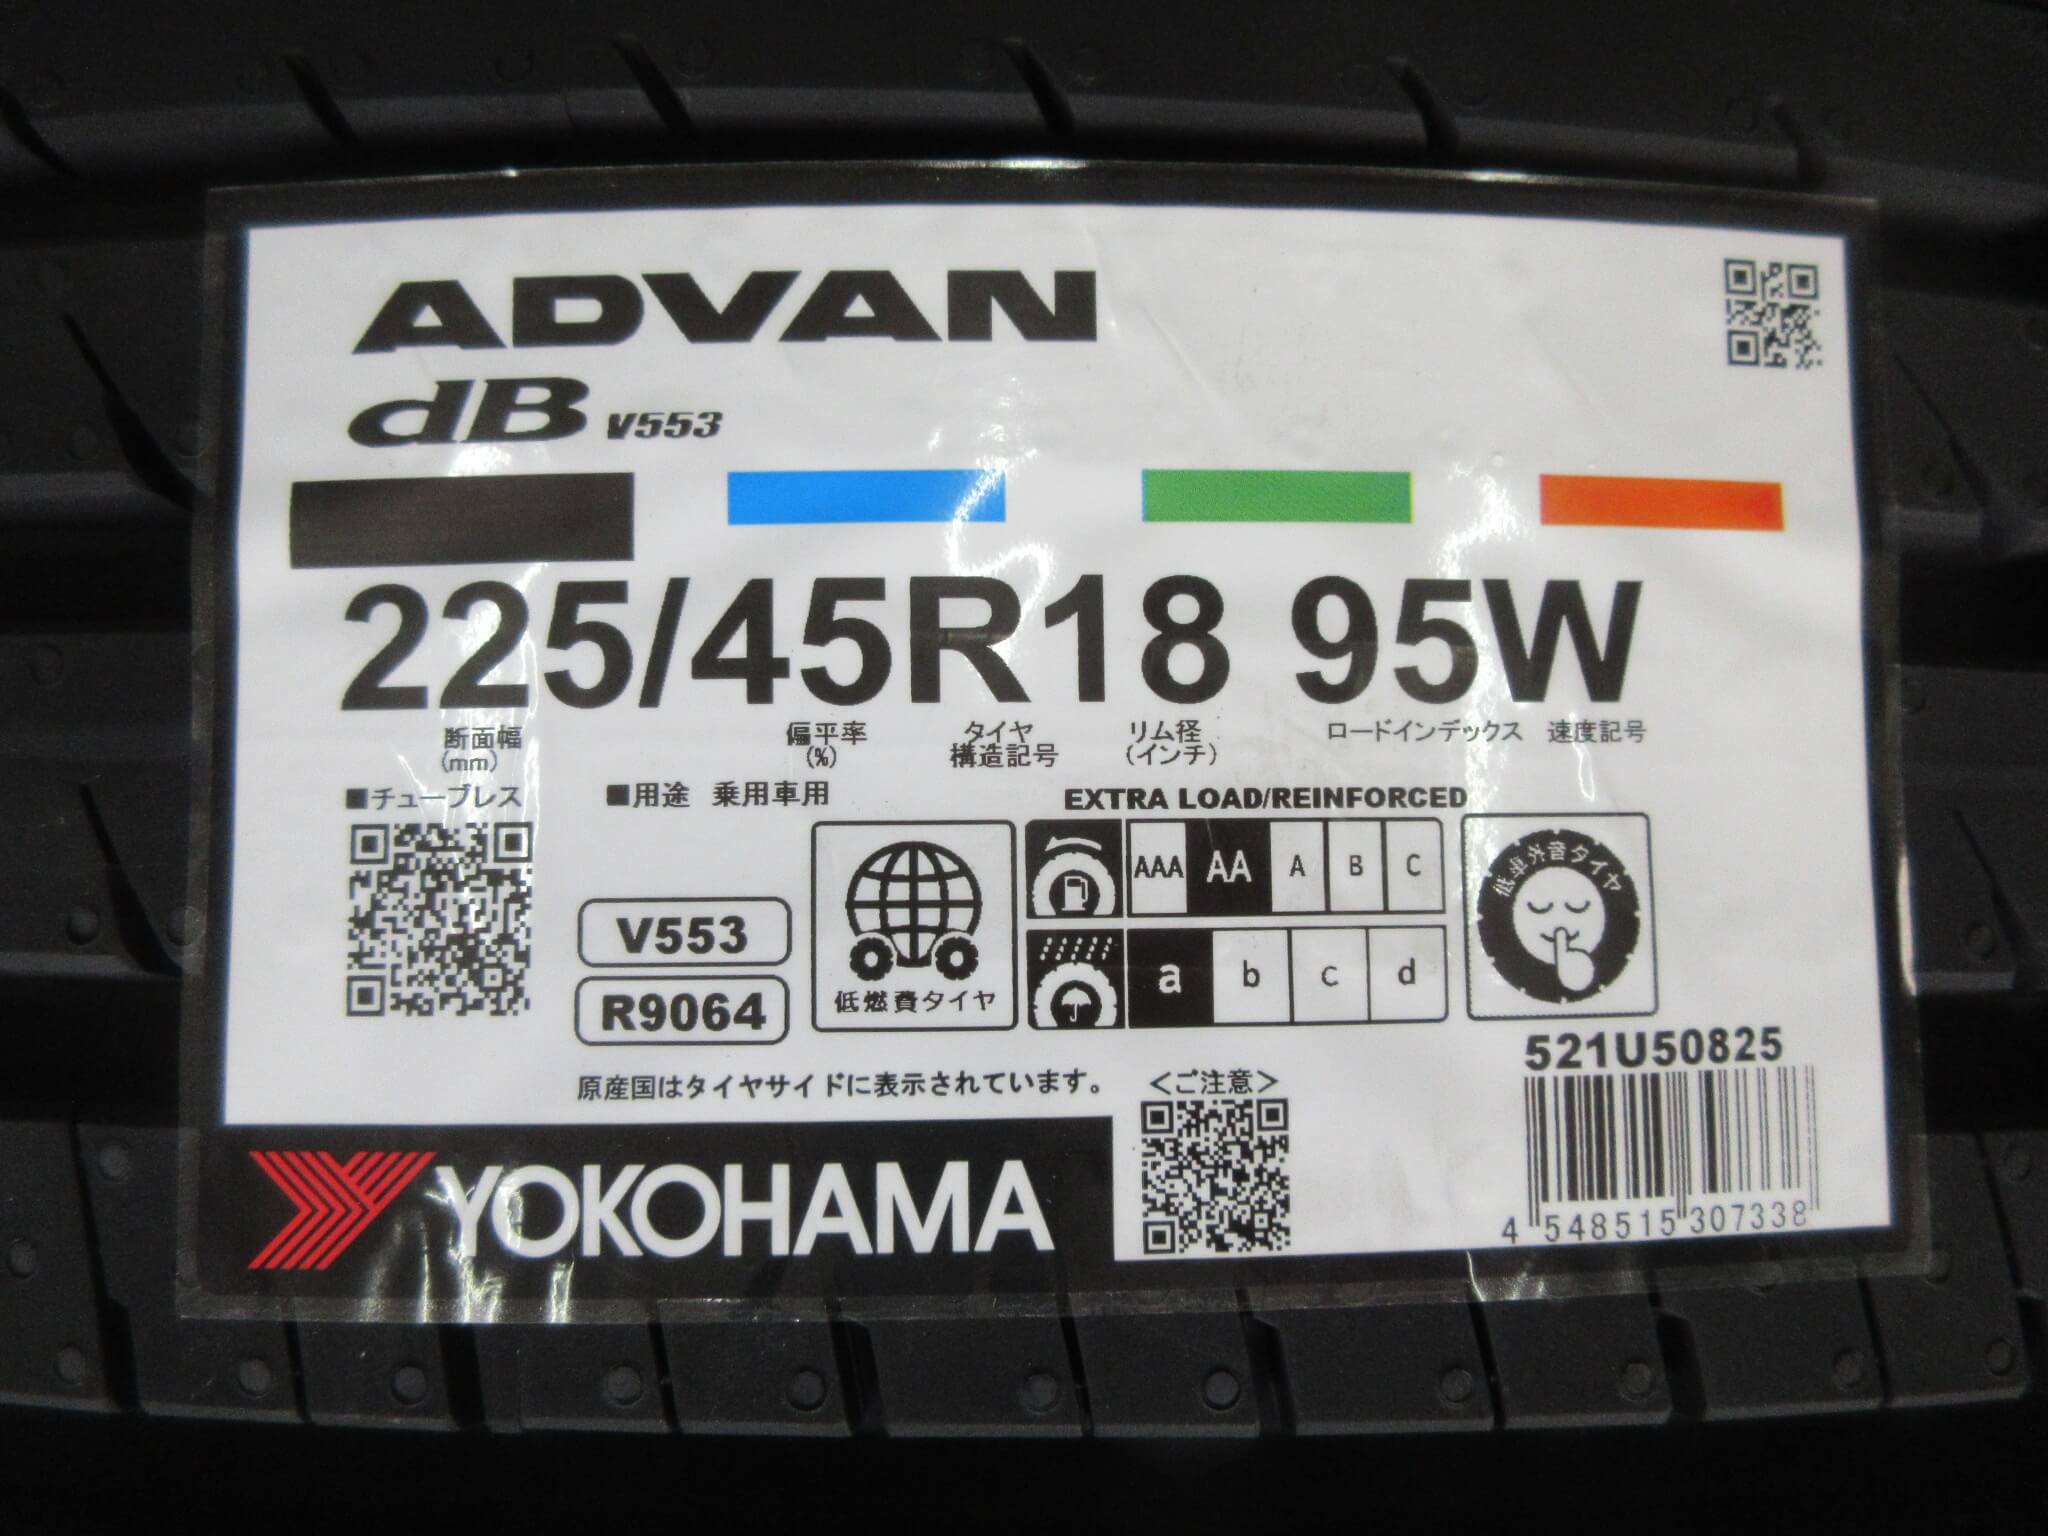 ADVAN
dB V553
225/45R18 95W
断面幅 偏平率 タイヤ リム径 ロードインデックス 速度記号
(mm) (%) 構造記号 (インチ)
■チューブレス ■用途 乗用車用 EXTRA LOAD/REINFORCED
AAA AA A B C
低車外音タイヤ
V553
a b c d
R9064
低燃費タイヤ
521U50825
原産国はタイヤサイドに表示されています。 <ご注意>
YOKOHAMA
4 548515 307338